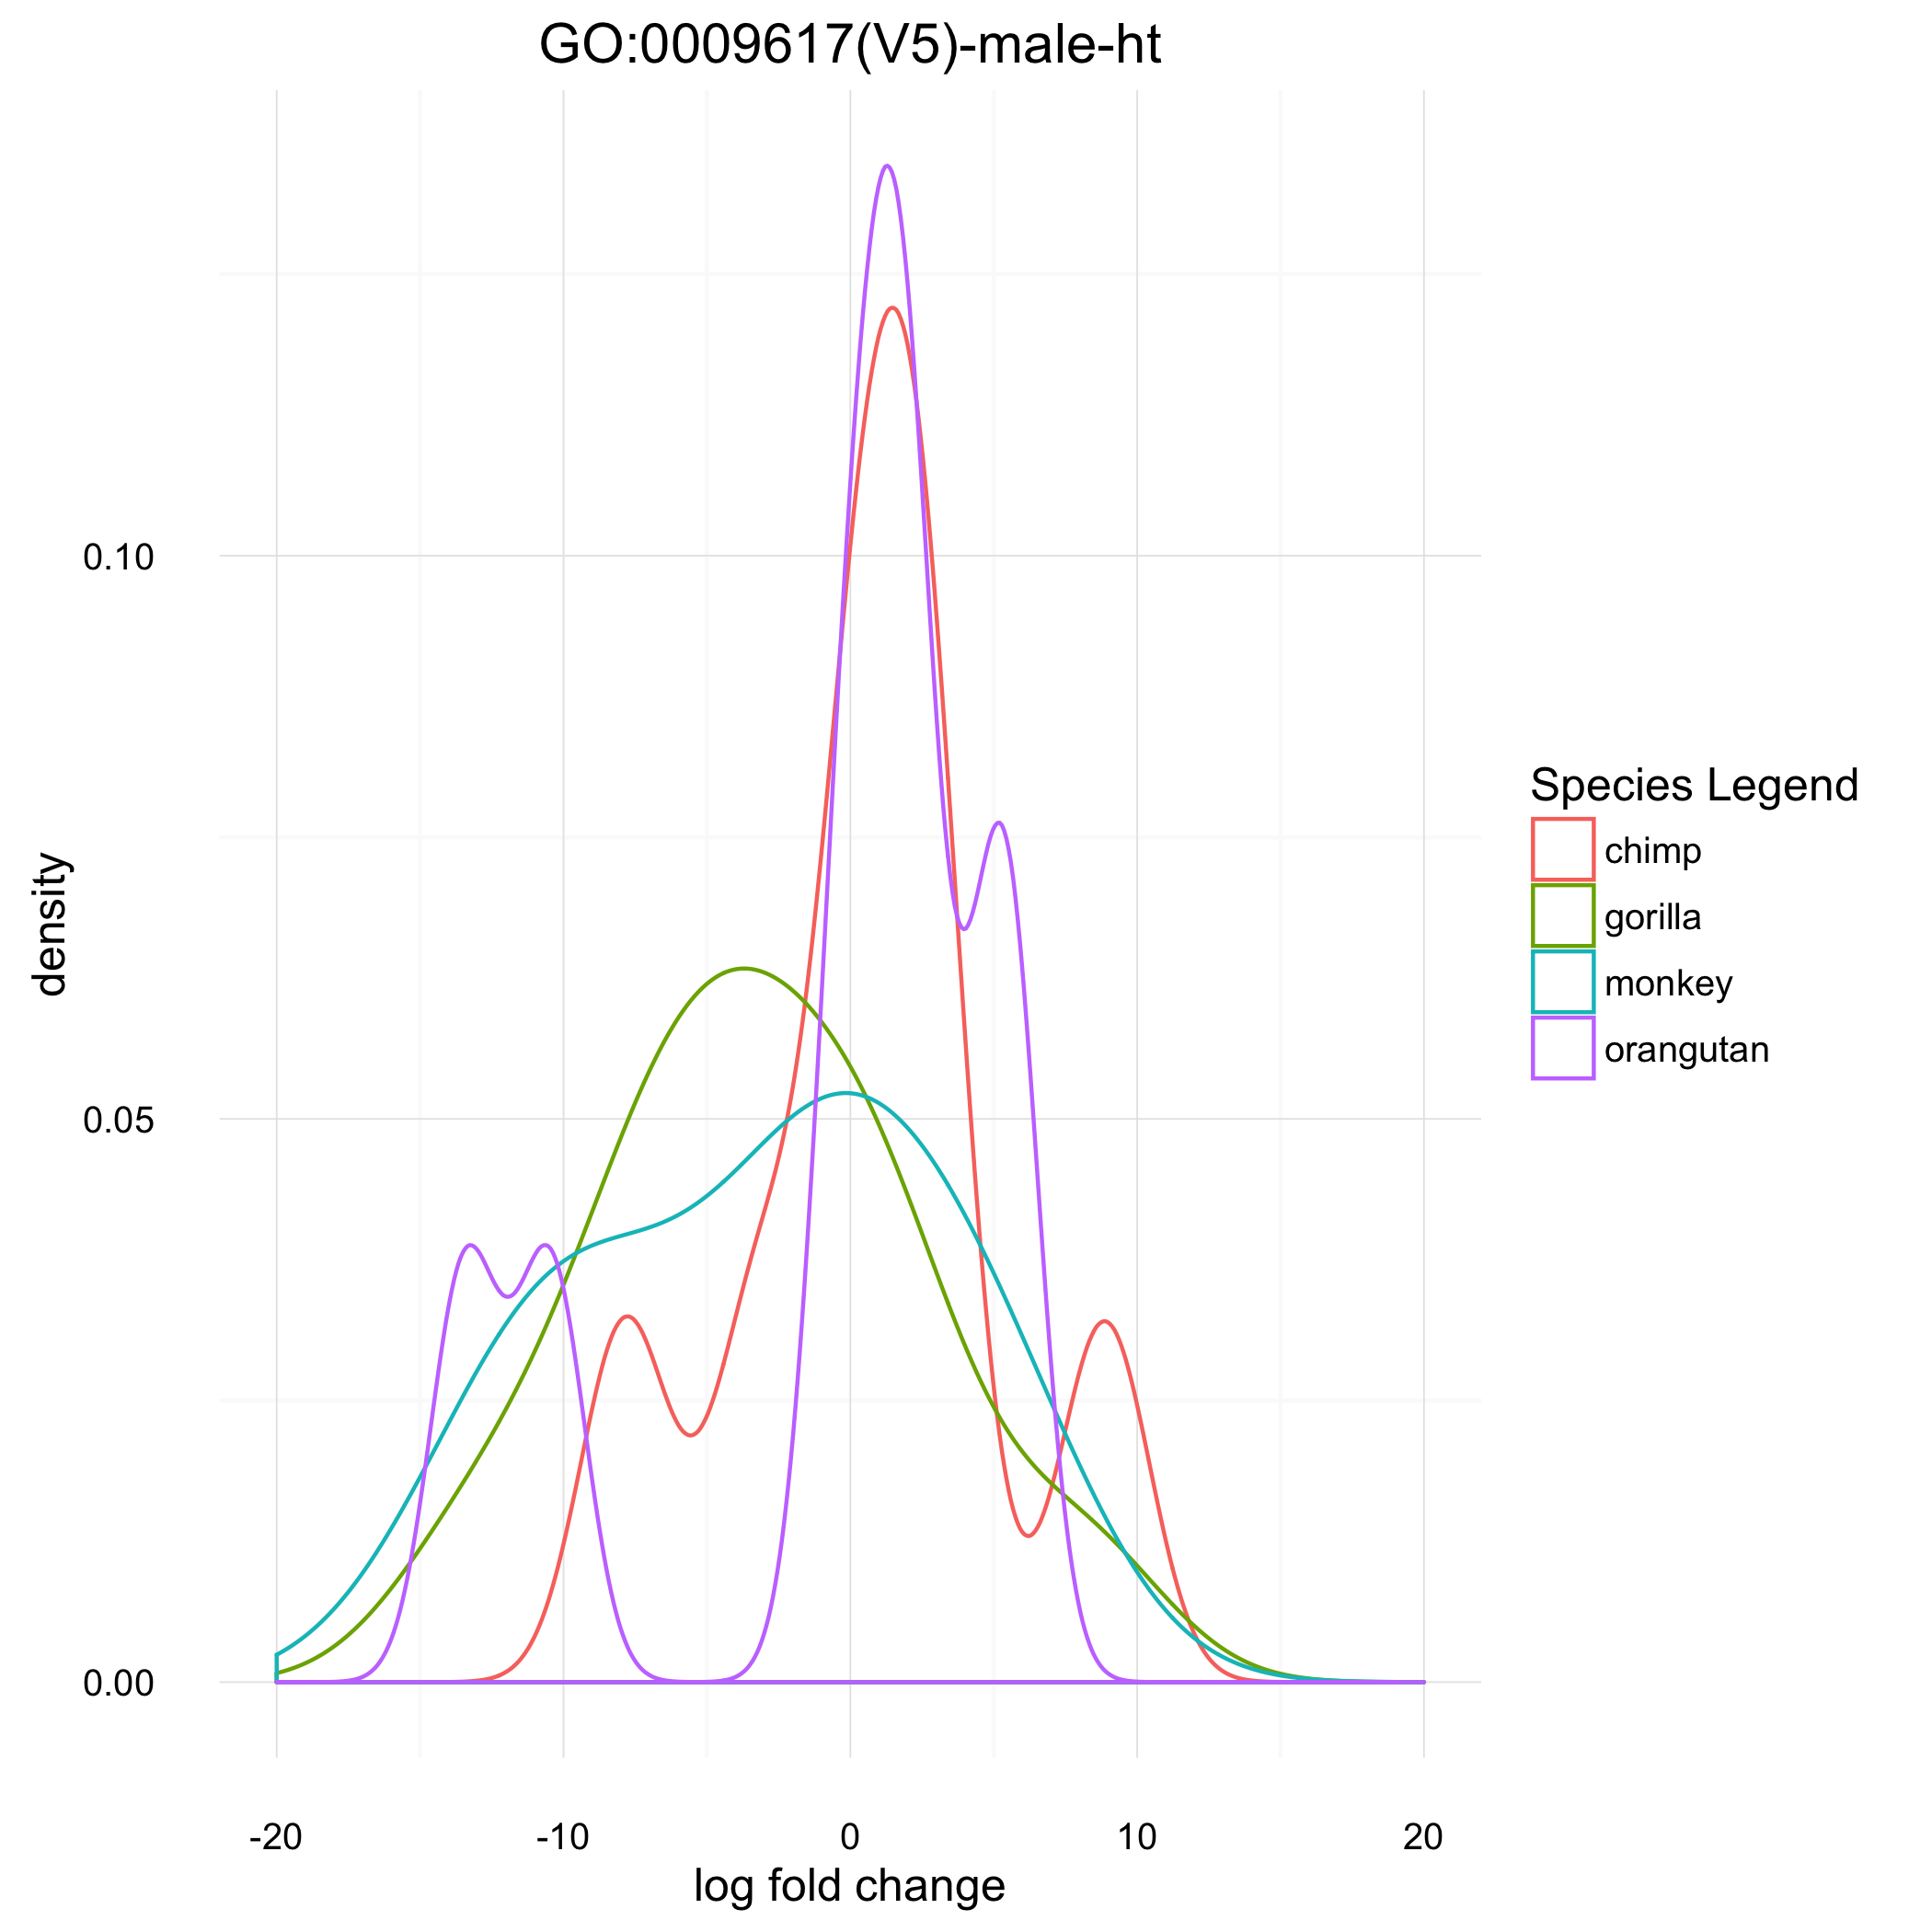 GO:0009617(V5)-male-ht
density
0.10
0.05
0.00
-20
-10
0
10
20
log fold change
Species Legend
chimp
gorilla
monkey
orangutan